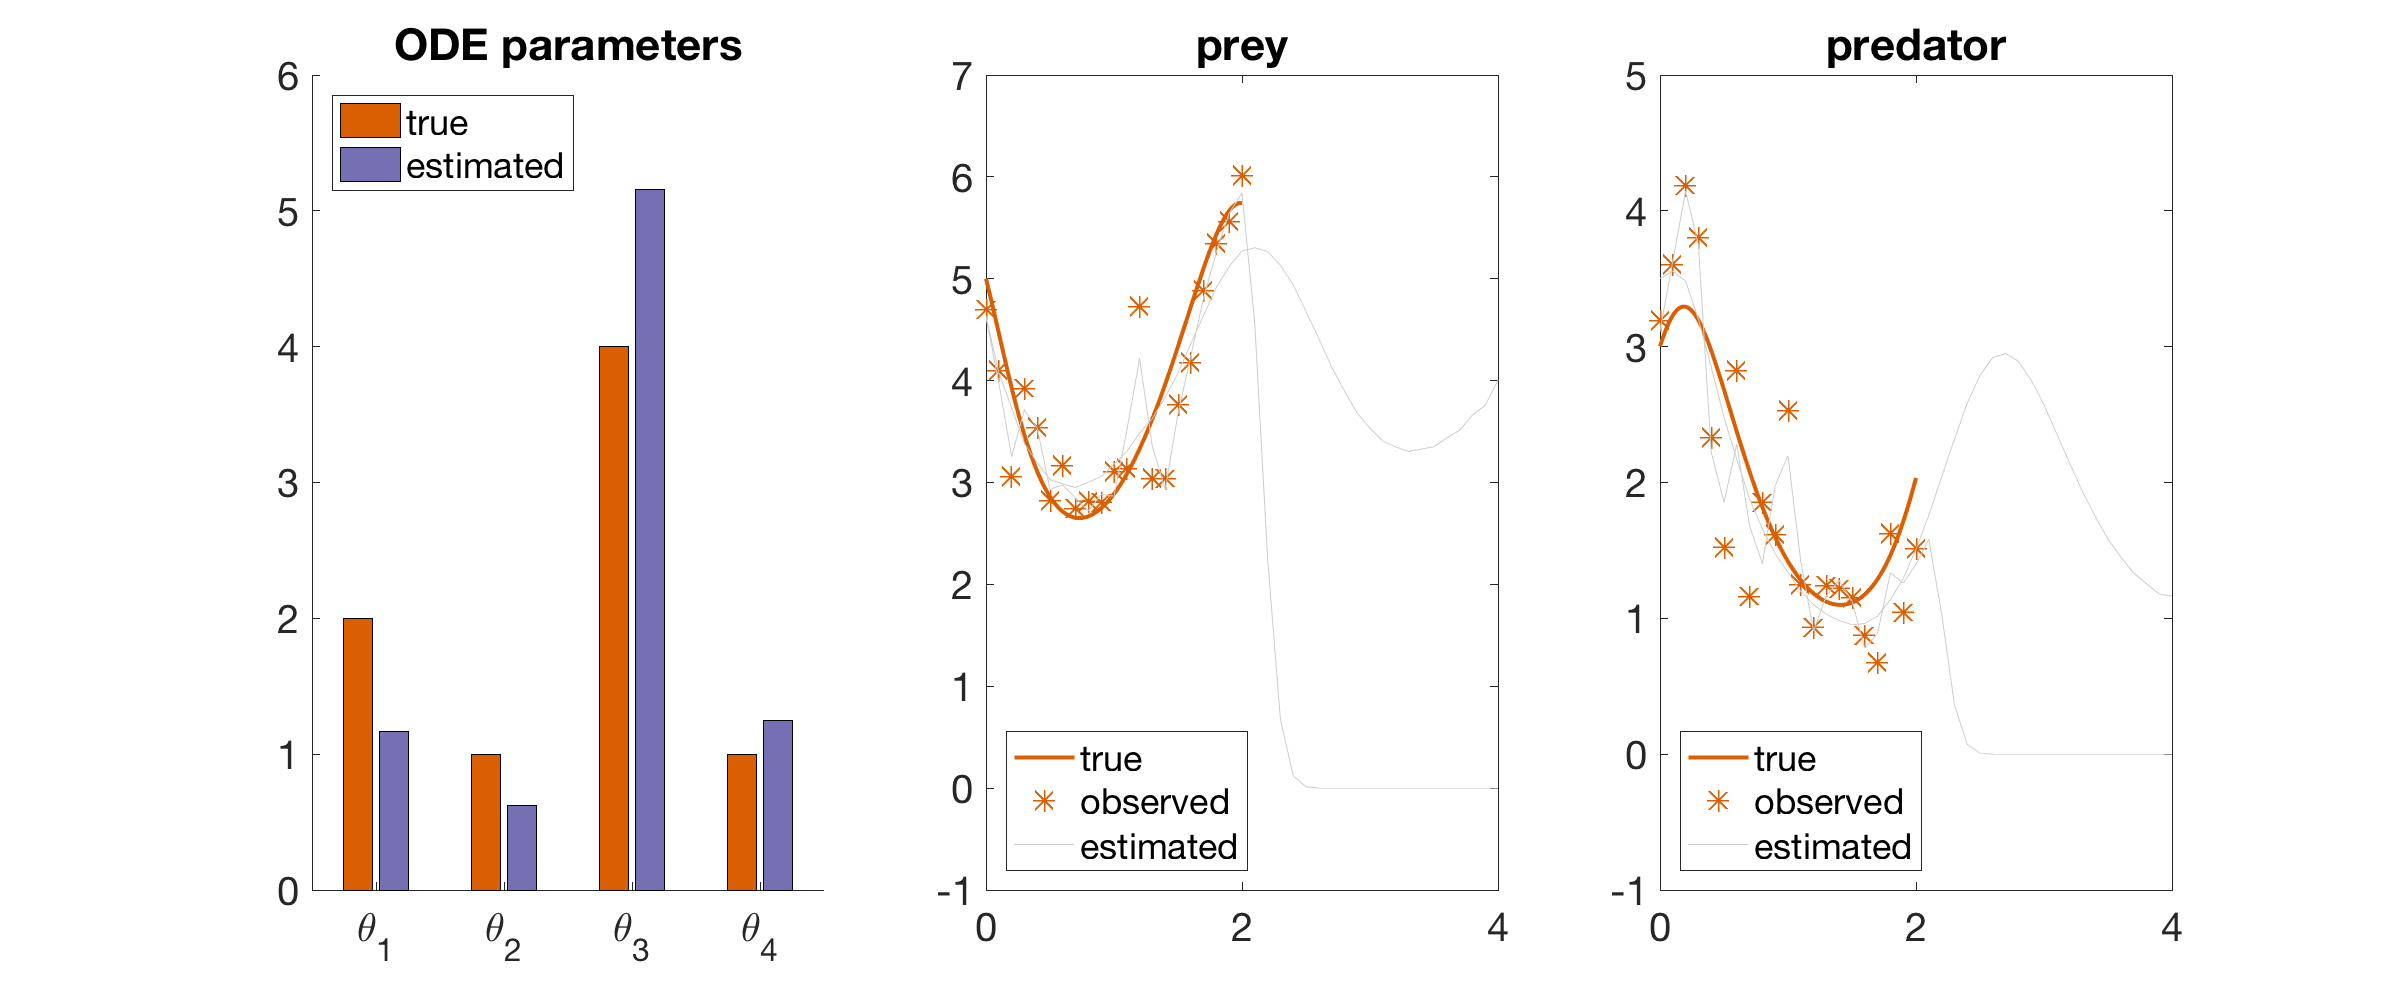 ODE parameters
6
5
4
3
2
1
0
true
estimated
θ1
θ2
θ3
θ4
prey
7
6
5
4
3
2
1
0
-1
true
observed
estimated
0
2
4
predator
5
4
3
2
1
0
-1
true
observed
estimated
0
2
4